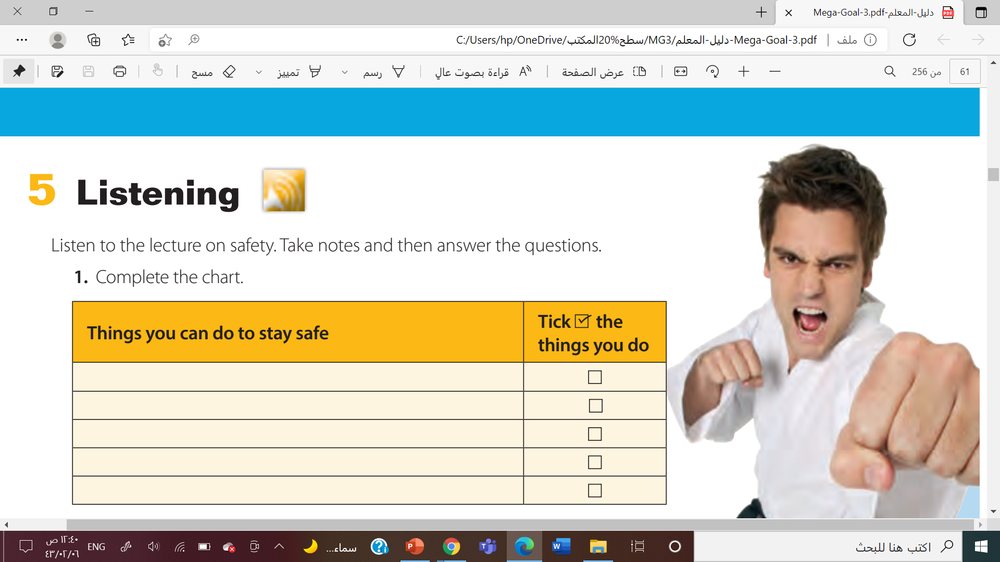 دليل-المعلم-Mega-Goal-3.pdf
ملف
C:/Users/hp/OneDrive/سطح%20المكتب/MG3/دليل-المعلم-Mega-Goal-3.pdf
61
من 256
عرض الصفحة
قراءة بصوت عالٍ
رسم
تمييز
مسح
5 Listening
Listen to the lecture on safety. Take notes and then answer the questions.
1. Complete the chart.
Things you can do to stay safe
Tick ☑ the
things you do
اكتب هنا للبحث
سماء...
ENG
١٢:٤٠ ص
٤٣/٠٢/٠٦